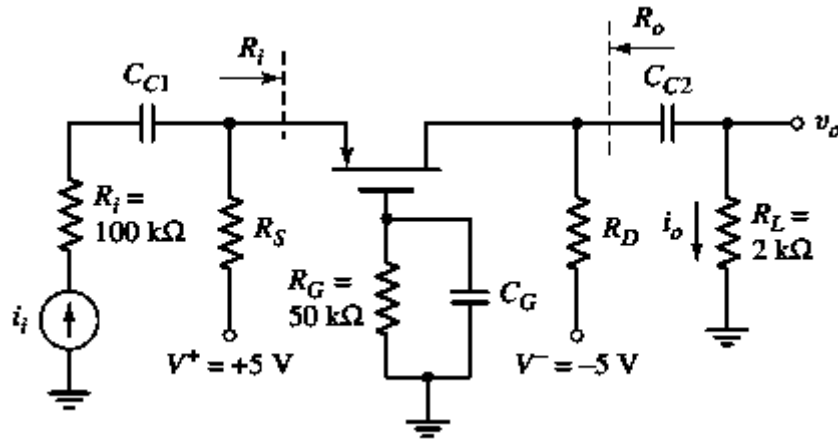 R_i
R_o
C_C1
C_C2
v_o
R_i =
100 kΩ
R_S
R_G =
50 kΩ
C_G
R_D
i_o
R_L =
2 kΩ
i_i
V⁺ = +5 V
V⁻ = –5 V